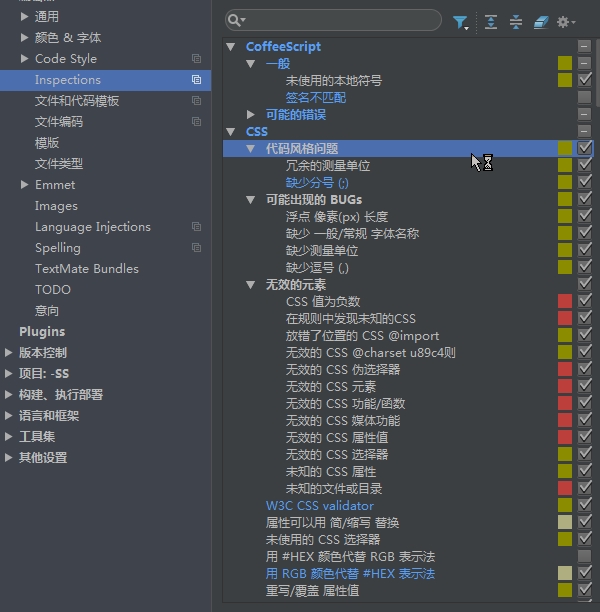 通用
颜色 & 字体
Code Style
Inspections
文件和代码模板
文件编码
模版
文件类型
Emmet
Images
Language Injections
Spelling
TextMate Bundles
TODO
意向
Plugins
版本控制
项目: -SS
构建、执行部署
语言和框架
工具集
其他设置
CoffeeScript
一般
未使用的本地符号
签名不匹配
可能的错误
CSS
代码风格问题
冗余的测量单位
缺少分号 (;)
可能出现的 BUGs
浮点 像素(px) 长度
缺少 一般/常规 字体名称
缺少测量单位
缺少逗号 (,)
无效的元素
CSS 值为负数
在规则中发现未知的CSS
放错了位置的 CSS @import
无效的 CSS @charset u89c4则
无效的 CSS 伪选择器
无效的 CSS 元素
无效的 CSS 功能/函数
无效的 CSS 媒体功能
无效的 CSS 属性值
无效的 CSS 选择器
未知的 CSS 属性
未知的文件或目录
W3C CSS validator
属性可以用 简/缩写 替换
未使用的 CSS 选择器
用 #HEX 颜色代替 RGB 表示法
用 RGB 颜色代替 #HEX 表示法
重写/覆盖 属性值